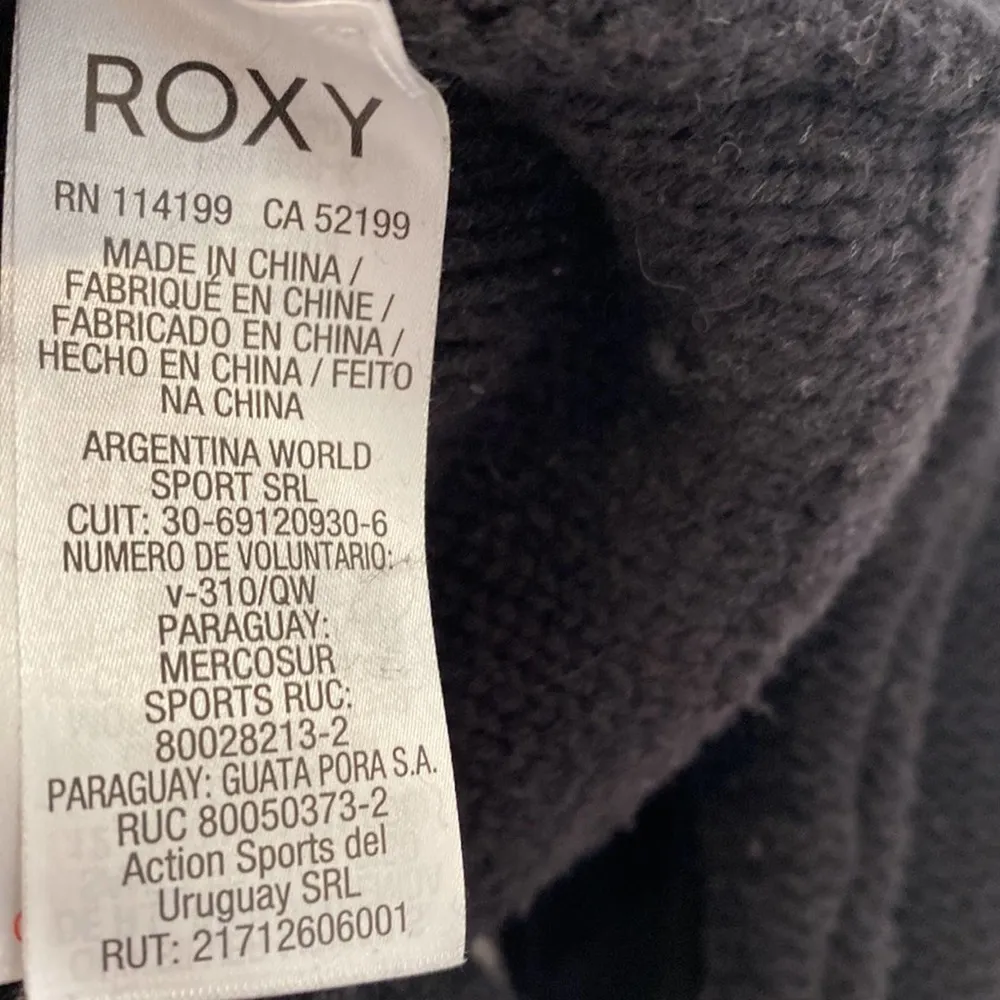 ROXY
RN 114199 CA 52199
MADE IN CHINA /
FABRIQUÉ EN CHINE /
FABRICADO EN CHINA /
HECHO EN CHINA / FEITO
NA CHINA
ARGENTINA WORLD
SPORT SRL
CUIT: 30-69120930-6
NUMERO DE VOLUNTARIO:
v-310/QW
PARAGUAY:
MERCOSUR
SPORTS RUC:
80028213-2
PARAGUAY: GUATA PORA S.A.
RUC 80050373-2
Action Sports del
Uruguay SRL
RUT: 21712606001